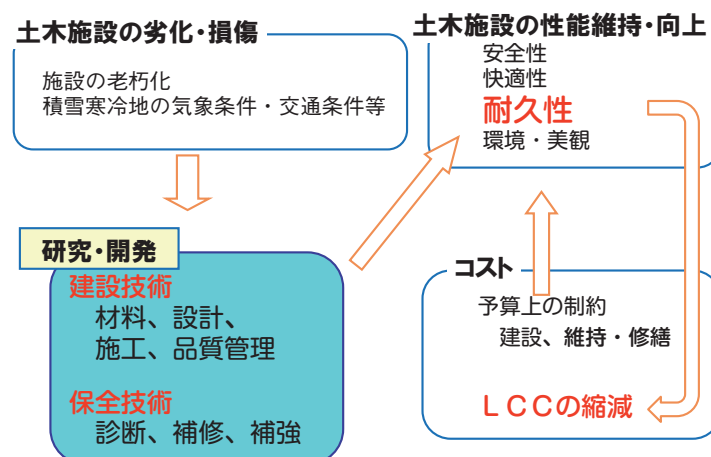 土木施設の劣化・損傷
施設の老朽化
積雪寒冷地の気象条件・交通条件等
土木施設の性能維持・向上
安全性
快適性
耐久性
環境・美観
研究・開発
建設技術
材料、設計、
施工、品質管理
保全技術
診断、補修、補強
コスト
予算上の制約
建設、維持・修繕
ＬＣＣの縮減